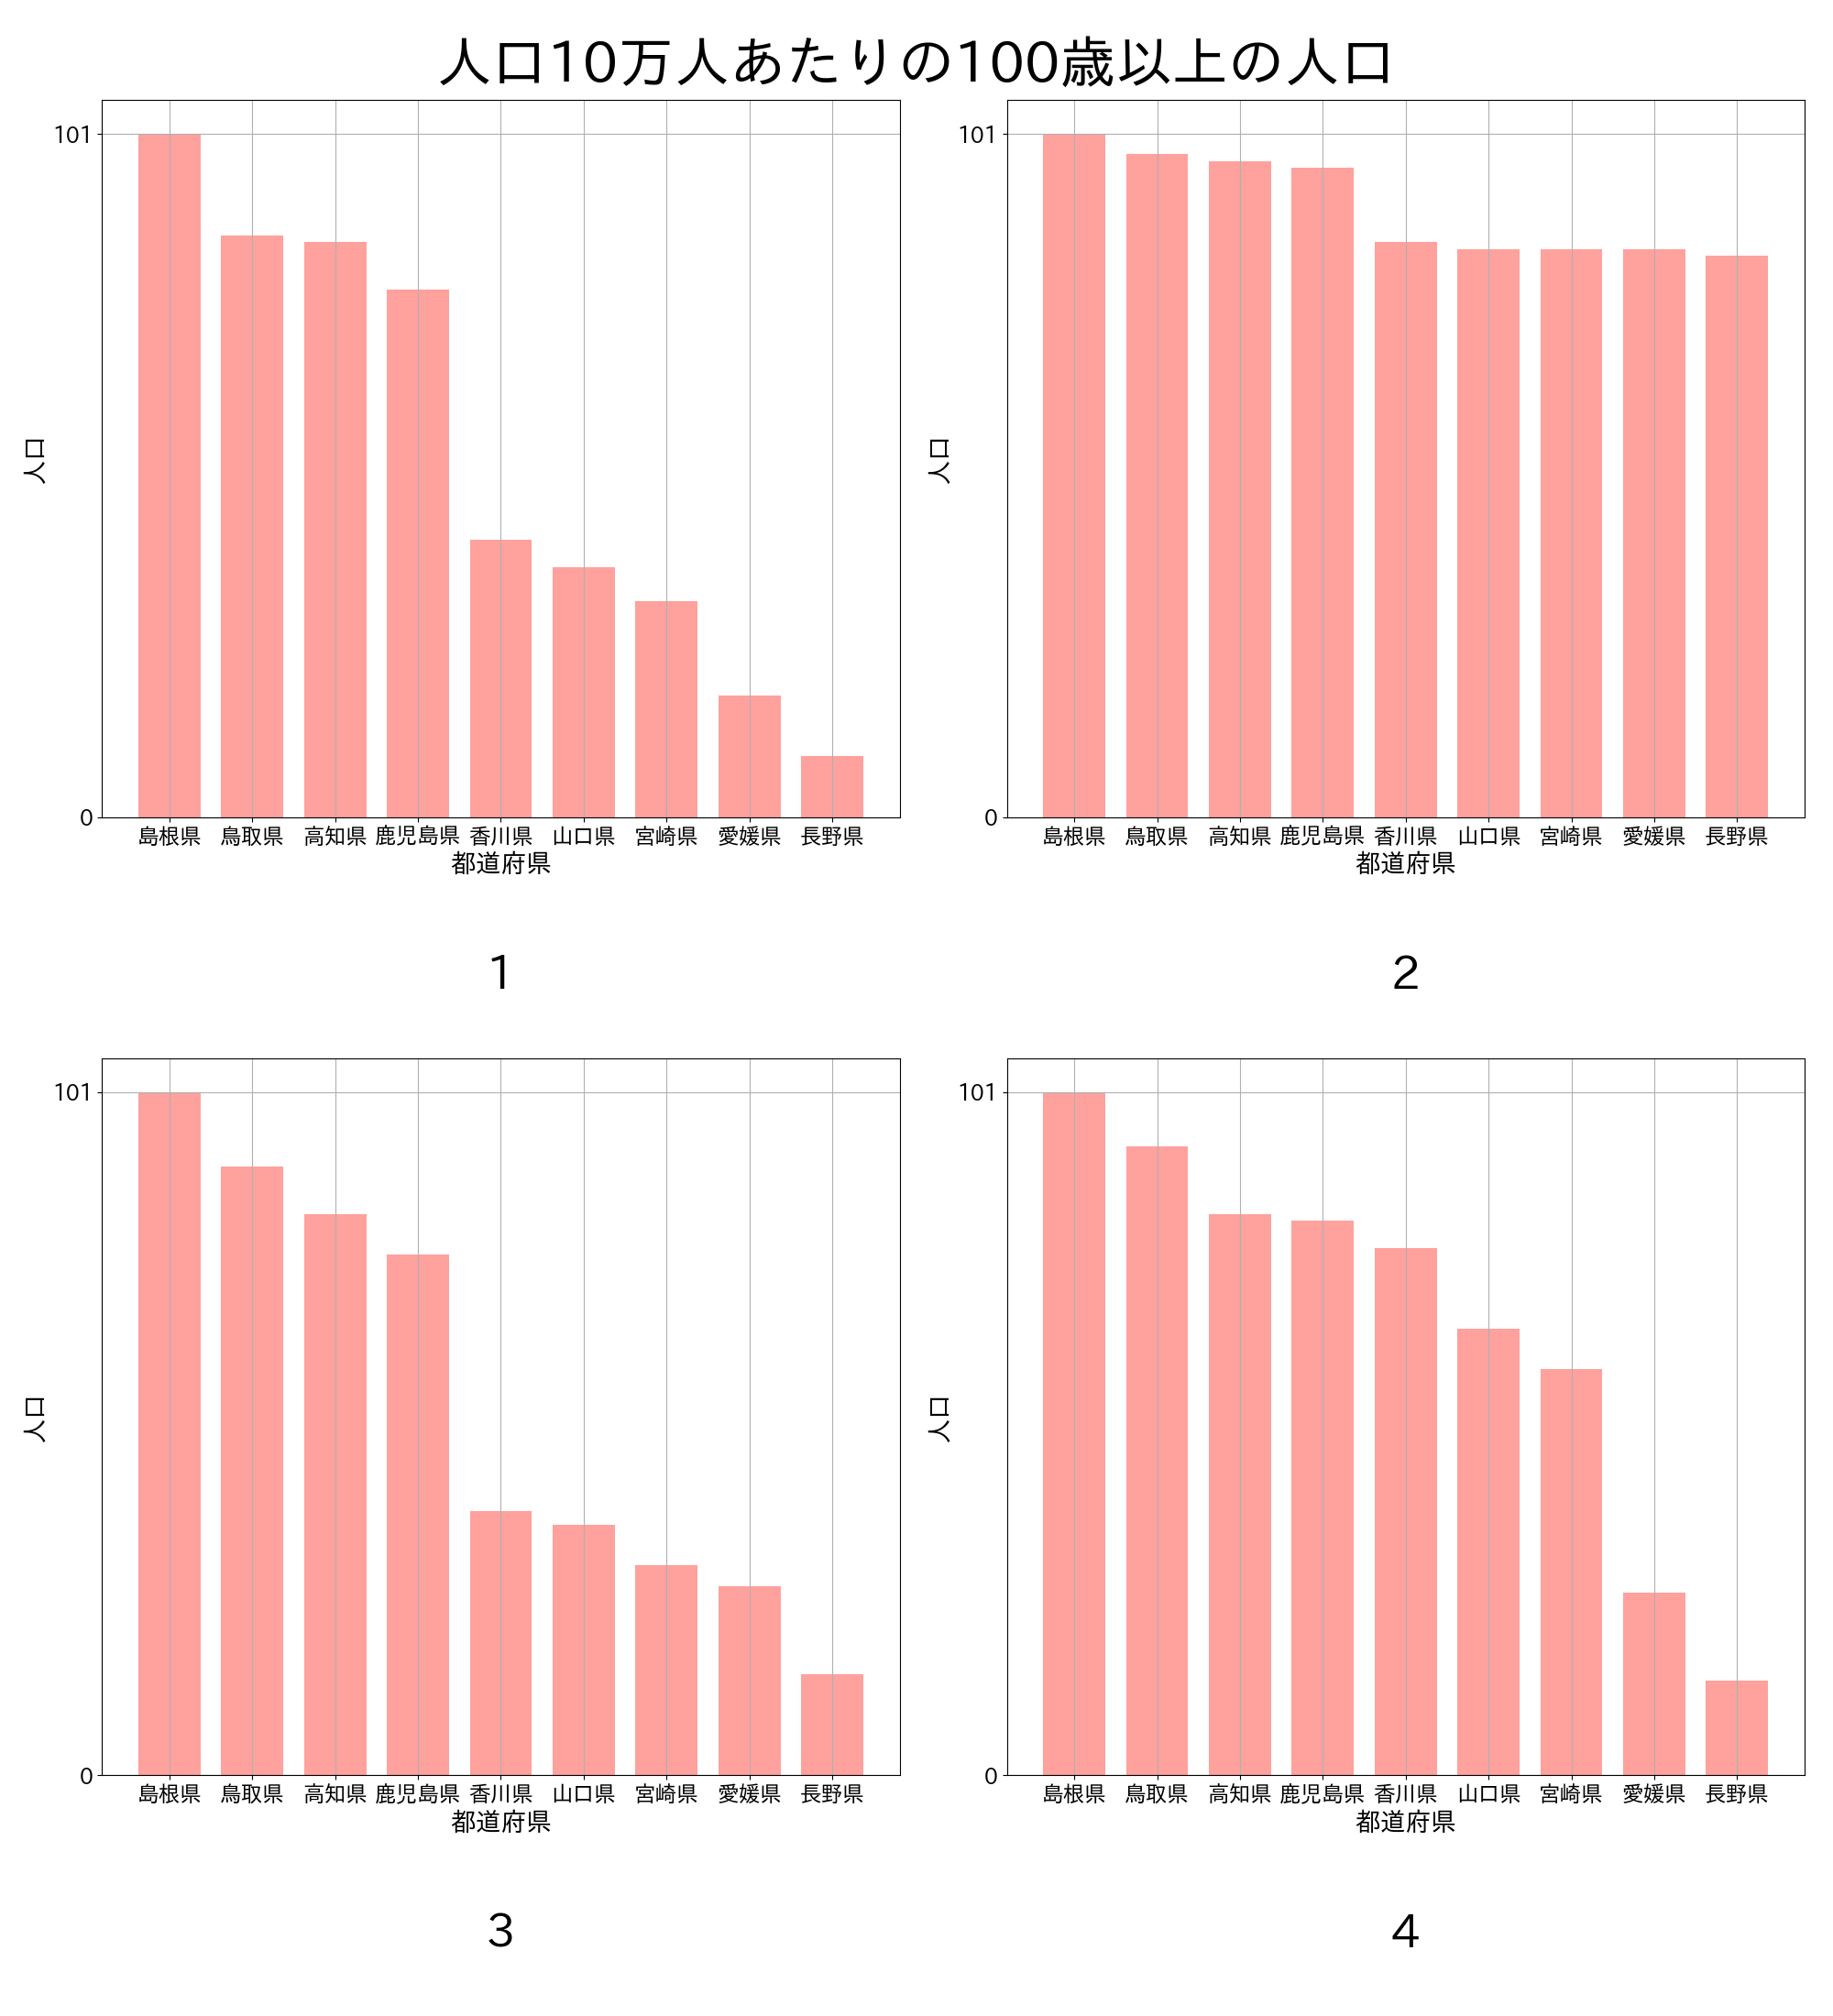 人口10万人あたりの100歳以上の人口
101
0
人口
島根県 鳥取県 高知県 鹿児島県 香川県 山口県 宮崎県 愛媛県 長野県
都道府県
1
101
0
人口
島根県 鳥取県 高知県 鹿児島県 香川県 山口県 宮崎県 愛媛県 長野県
都道府県
2
101
0
人口
島根県 鳥取県 高知県 鹿児島県 香川県 山口県 宮崎県 愛媛県 長野県
都道府県
3
101
0
人口
島根県 鳥取県 高知県 鹿児島県 香川県 山口県 宮崎県 愛媛県 長野県
都道府県
4